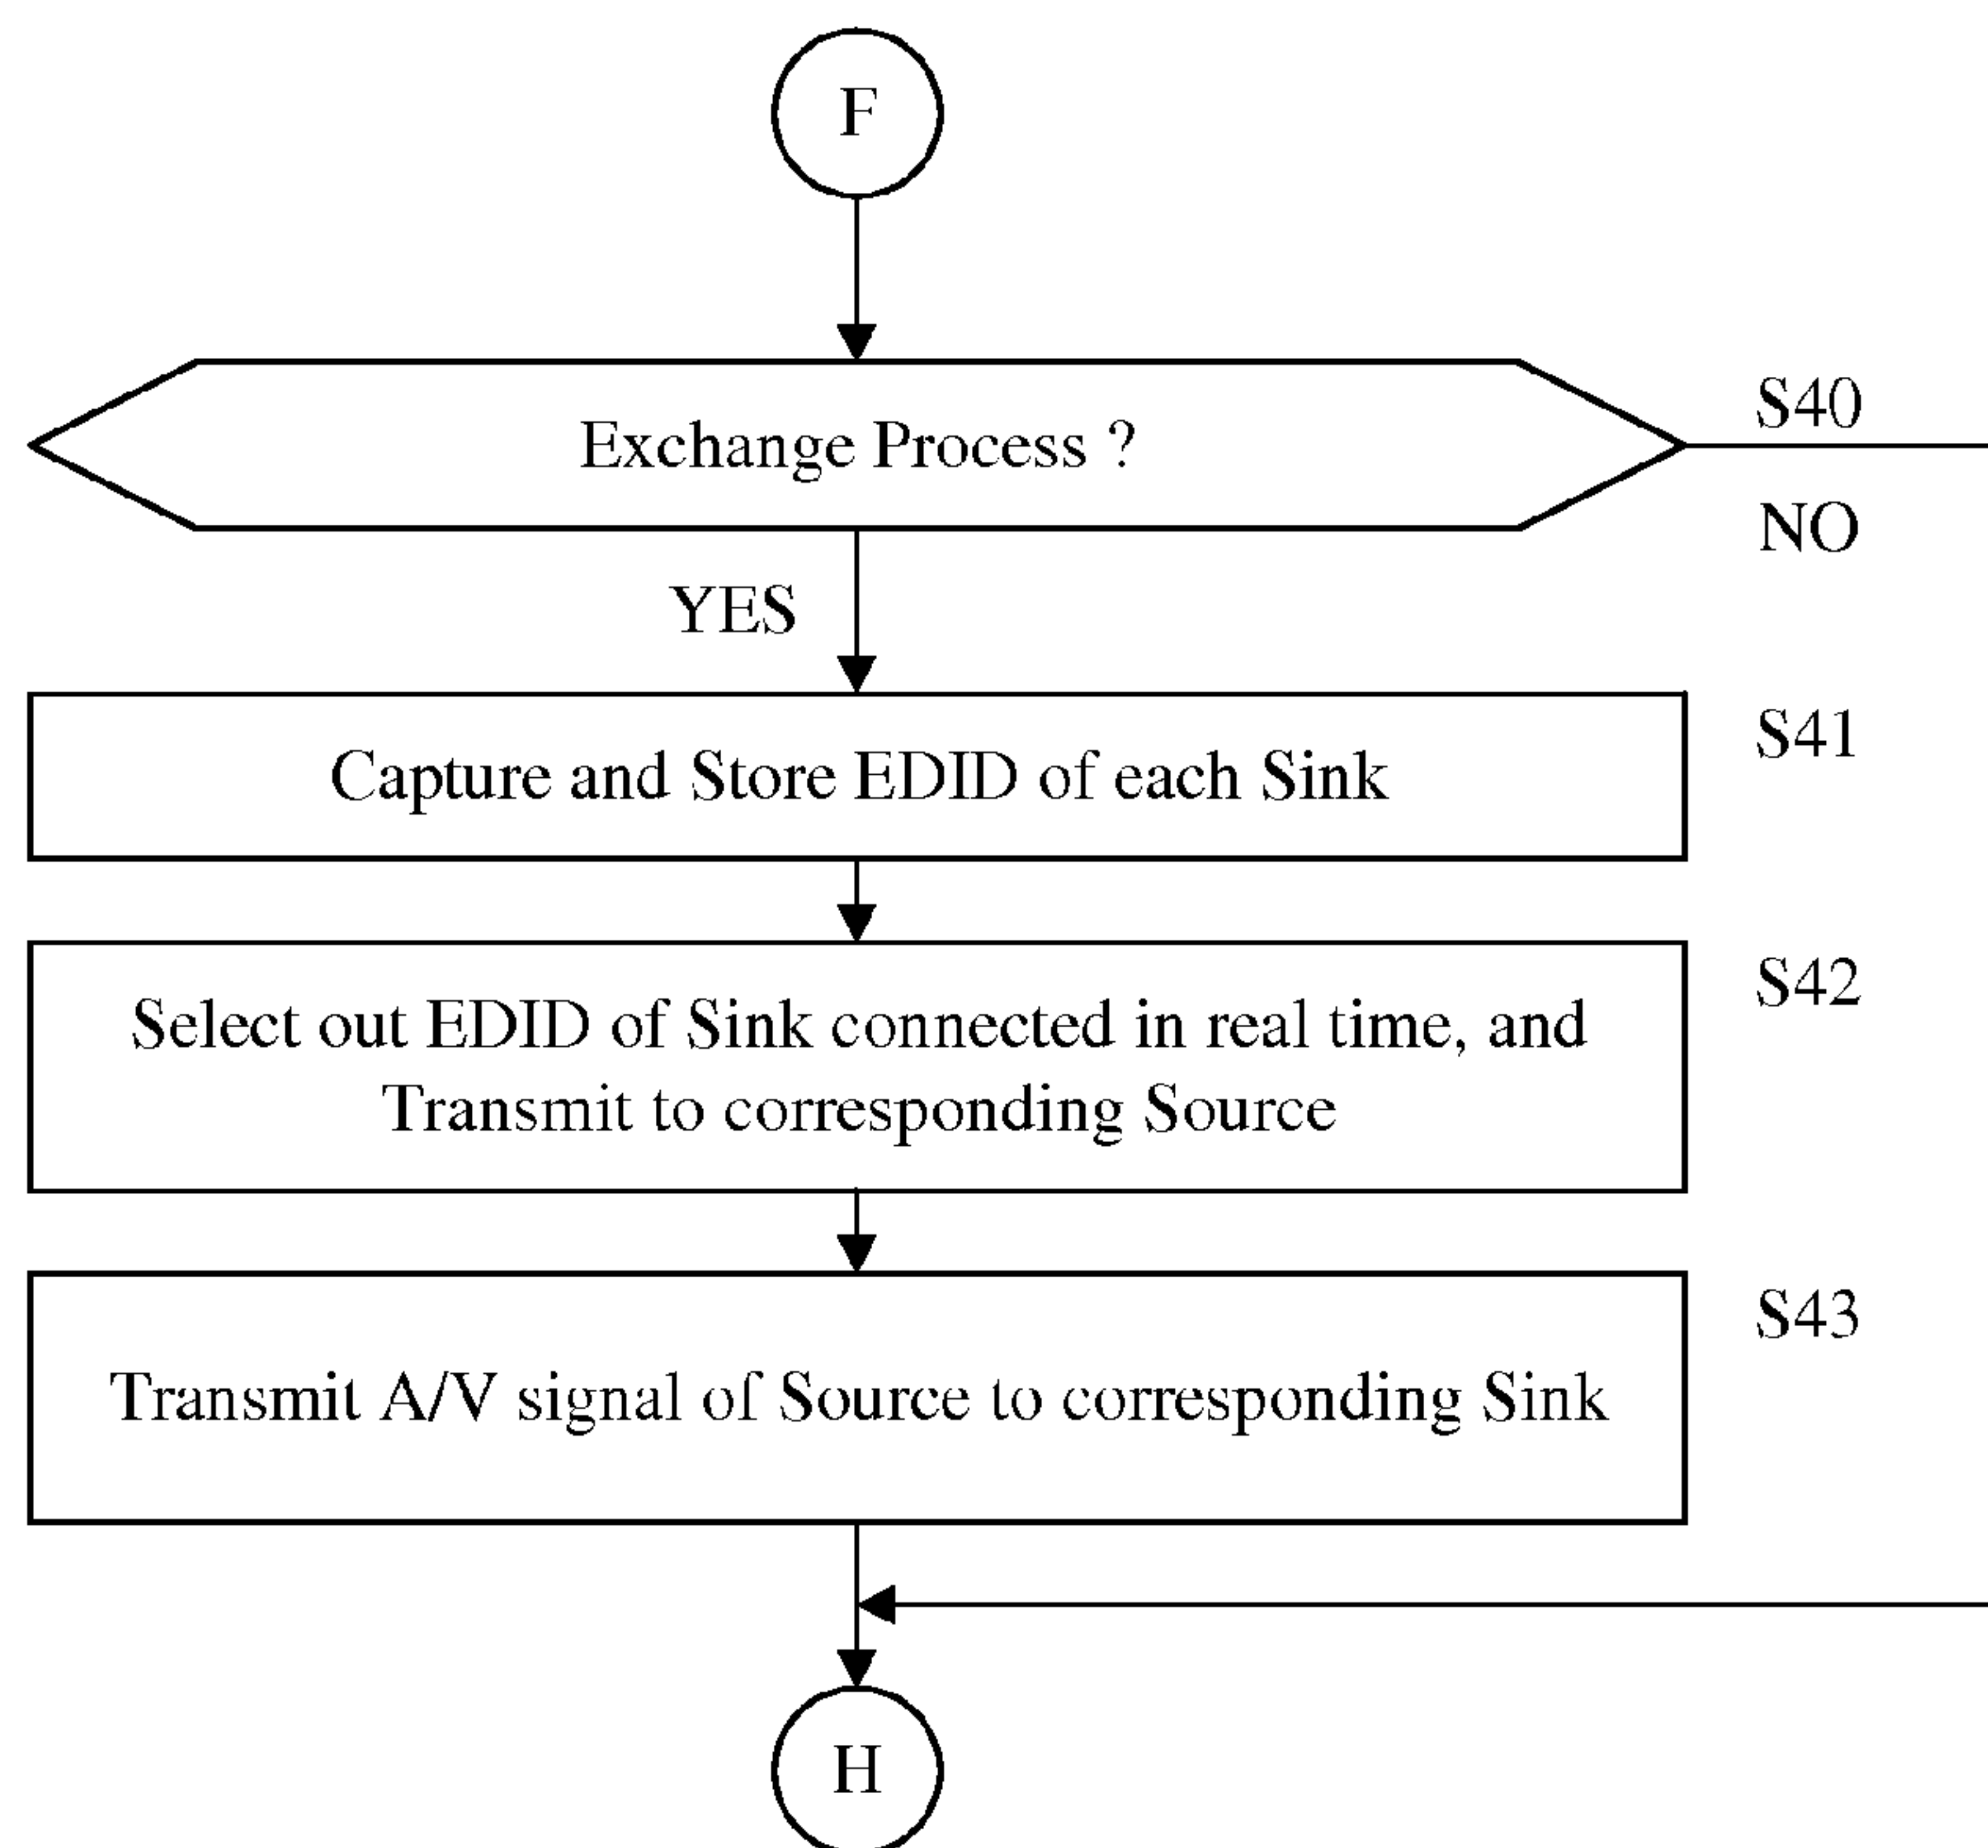 F
Exchange Process ?
S40
NO
YES
Capture and Store EDID of each Sink
S41
Select out EDID of Sink connected in real time, and
Transmit to corresponding Source
S42
Transmit A/V signal of Source to corresponding Sink
S43
H